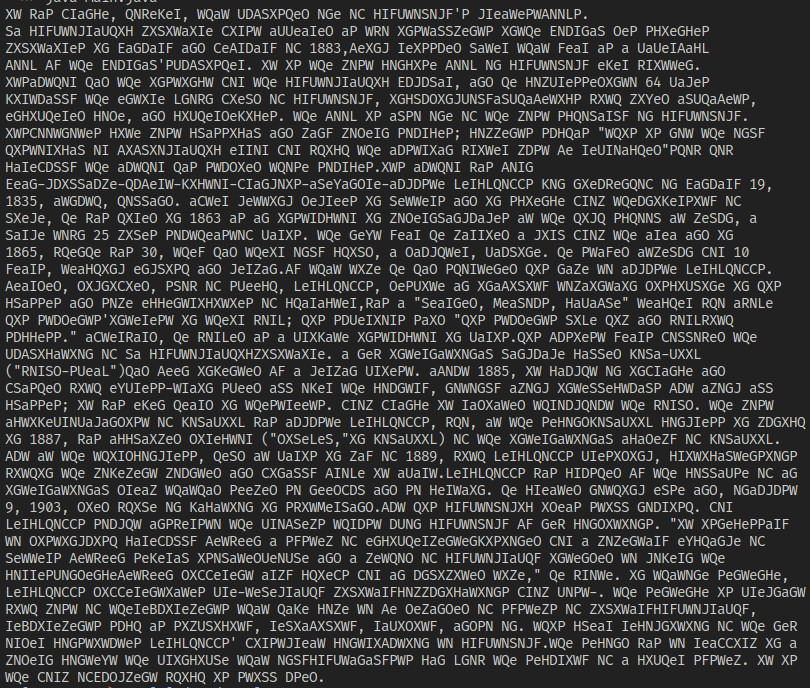 XW RaP CIaGHe, QNReKeI, WQaW UDASXPQeO NGe NC HIFUWNSNJF'P JIeaWePWANNLP.
Sa HIFUWNJIaUQXH ZXSXWaXIe CXIPW aUUeaIeO aP WRN XGPWaSSZeGWP XGWQe ENDIGaS OeP PHXeGHeP
ZXSXWaXIeP XG EaGDaIF aGO CeAIDaIF NC 1883,AeXGJ IeXPPDeO SaWeI WQaW FeaI aP a UaUeIAaHL
ANNL AF WQe ENDIGaS'PUDASXPQeI. XW XP WQe ZNPW HNGHXPe ANNL NG HIFUWNSNJF eKeI RIXWWeG.
XWPaDWQNI QaO WQe XGPWXGHW CNI WQe HIFUWNJIaUQXH EDJDSaI, aGO Qe HNZUIePPeOXGWN 64 UaJeP
KXIWDaSSF WQe eGWXIe LGNRG CXeSO NC HIFUWNSNJF, XGHSDOXGJUNSFaSUQaAeWXHP RXWQ ZXYeO aSUQaAeWP,
eGHXUQeIeO HNOe, aGO HXUQeIOeKXHeP. WQe ANNL XP aSPN NGe NC WQe ZNPW PHQNSaISF NG HIFUWNSNJF.
XWPCNNWGNWeP HXWe ZNPW HSaPPXHaS aGO ZaGF ZNOeIG PNDIHeP; HNZZeGWP PDHQaP "WQXP XP GNW WQe NGSF
QXPWNIXHaS NI AXASXNJIaUQXH eIINI CNI RQXHQ WQe aDPWIXaG RIXWeI ZDPW Ae IeUINaHQeO"PQNR QNR
HaIeCDSSF WQe aDWQNI QaP PWDOXeO WQNPe PNDIHeP.XWP aDWQNI RaP ANIG
EeaG-JDXSSaDZe-QDAeIW-KXHWNI-CIaGJNXP-aSeYaGOIe-aDJDPWe LeIHLQNCCP KNG GXeDReGQNC NG EaGDaIF 19,
1835, aWGDWQ, QNSSaGO. aCWeI JeWWXGJ OeJIeeP XG SeWWeIP aGO XG PHXeGHe CINZ WQeDGXKeIPXWF NC
SXeJe, Qe RaP QXIeO XG 1863 aP aG XGPWIDHWNI XG ZNOeIGSaGJDaJeP aW WQe QXJQ PHQNNS aW ZeSDG, a
SaIJe WNRG 25 ZXSeP PNDWQeaPWNC UaIXP. WQe GeYW FeaI Qe ZaIIXeO a JXIS CINZ WQe aIea aGO XG
1865, RQeGQe RaP 30, WQeF QaO WQeXI NGSF HQXSO, a OaDJQWeI, UaDSXGe. Qe PWaFeO aWZeSDG CNI 10
FeaIP, WeaHQXGJ eGJSXPQ aGO JeIZaG.AF WQaW WXZe Qe QaO PQNIWeGeO QXP GaZe WN aDJDPWe LeIHLQNCCP.
AeaIOeO, OXJGXCXeO, PSNR NC PUeeHQ, LeIHLQNCCP, OePUXWe aG XGaAXSXWF WNZaXGWaXG OXPHXUSXGe XG QXP
HSaPPeP aGO PNZe eHHeGWIXHXWXeP NC HQaIaHWeI,RaP a "SeaIGeO, MeaSNDP, HaUaASe" WeaHQeI RQN aRNLe
QXP PWDOeGWP'XGWeIePW XG WQeXI RNIL; QXP PDUeIXNIP PaXO "QXP PWDOeGWP SXLe QXZ aGO RNILRXWQ
PDHHePP." aCWeIRaIO, Qe RNILeO aP a UIXKaWe XGPWIDHWNI XG UaIXP.QXP ADPXePW FeaIP CNSSNReO WQe
UDASXHaWXNG NC Sa HIFUWNJIaUQXHZXSXWaXIe. a GeR XGWeIGaWXNGaS SaGJDaJe HaSSeO KNSa-UXXL
("RNISO-PUeaL")QaO AeeG XGKeGWeO AF a JeIZaG UIXePW. aANDW 1885, XW HaDJQW NG XGCIaGHe aGO
CSaPQeO RXWQ eYUIePP-WIaXG PUeeO aSS NKeI WQe HNDGWIF, GNWNGSF aZNGJ XGWeSSeHWDaSP ADW aZNGJ aSS
HSaPPeP; XW RaP eKeG QeaIO XG WQePWIeeWP. CINZ CIaGHe XW IaOXaWeO WQINDJQNDW WQe RNISO. WQe ZNPW
aHWXKeUINUaJaGOXPW NC KNSaUXXL RaP aDJDPWe LeIHLQNCCP, RQN, aW WQe PeHNGOKNSaUXXL HNGJIePP XG ZDGXHQ
XG 1887, RaP aHHSaXZeO OXIeHWNI ("OXSeLeS,"XG KNSaUXXL) NC WQe XGWeIGaWXNGaS aHaOeZF NC KNSaUXXL.
ADW aW WQe WQXIOHNGJIePP, QeSO aW UaIXP XG ZaF NC 1889, RXWQ LeIHLQNCCP UIePXOXGJ, HIXWXHaSWeGPXNGP
RXWQXG WQe ZNKeZeGW ZNDGWeO aGO CXGaSSF AINLe XW aUaIW.LeIHLQNCCP RaP HIDPQeO AF WQe HNSSaUPe NC aG
XGWeIGaWXNGaS OIeaZ WQaWQaO PeeZeO PN GeeOCDS aGO PN HeIWaXG. Qe HIeaWeO GNWQXGJ eSPe aGO, NGaDJDPW
9, 1903, OXeO RQXSe NG KaHaWXNG XG PRXWMeISaGO.ADW QXP HIFUWNSNJXH XOeaP PWXSS GNDIXPQ. CNI
LeIHLQNCCP PNDJQW aGPReIPWN WQe UINASeZP WQIDPW DUNG HIFUWNSNJF AF GeR HNGOXWXNGP. "XW XPGeHePPaIF
WN OXPWXGJDXPQ HaIeCDSSF AeWReeG a PFPWeZ NC eGHXUQeIZeGWeGKXPXNGeO CNI a ZNZeGWaIF eYHQaGJe NC
SeWWeIP AeWReeG PeKeIaS XPNSaWeOUeNUSe aGO a ZeWQNO NC HIFUWNJIaUQF XGWeGOeO WN JNKeIG WQe
HNIIePUNGOeGHeAeWReeG OXCCeIeGW aIZF HQXeCP CNI aG DGSXZXWeO WXZe," Qe RINWe. XG WQaWNGe PeGWeGHe,
LeIHLQNCCP OXCCeIeGWXaWeP UIe-WeSeJIaUQF ZXSXWaIFHNZZDGXHaWXNGP CINZ UNPW-. WQe PeGWeGHe XP UIeJGaGW
RXWQ ZNPW NC WQeIeBDXIeZeGWP WQaW QaKe HNZe WN Ae OeZaGOeO NC PFPWeZP NC ZXSXWaIFHIFUWNJIaUQF,
IeBDXIeZeGWP PDHQ aP PXZUSXHXWF, IeSXaAXSXWF, IaUXOXWF, aGOPN NG. WQXP HSeaI IeHNJGXWXNG NC WQe GeR
NIOeI HNGPWXWDWeP LeIHLQNCCP' CXIPWJIeaW HNGWIXADWXNG WN HIFUWNSNJF.WQe PeHNGO RaP WN IeaCCXIZ XG a
ZNOeIG HNGWeYW WQe UIXGHXUSe WQaW NGSFHIFUWaGaSFPWP HaG LGNR WQe PeHDIXWF NC a HXUQeI PFPWeZ. XW XP
WQe CNIZ NCEDOJZeGW RQXHQ XP PWXSS DPeO.